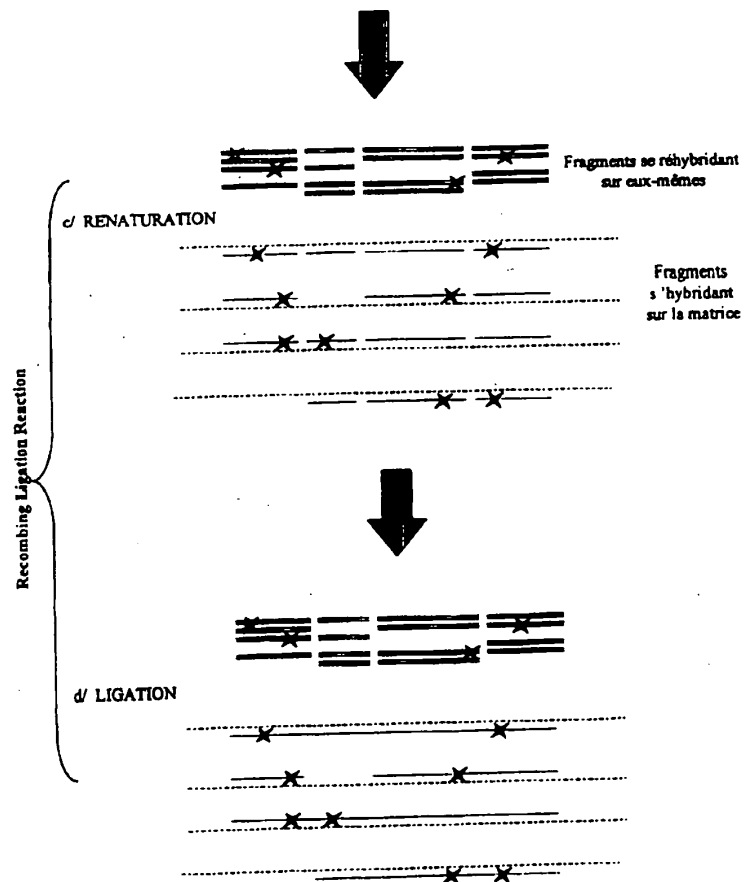 Fragments se réhybridant
sur eux-mêmes
c/ RENATURATION
Fragments
s 'hybridant
sur la matrice
Recombing Ligation Reaction
d/ LIGATION